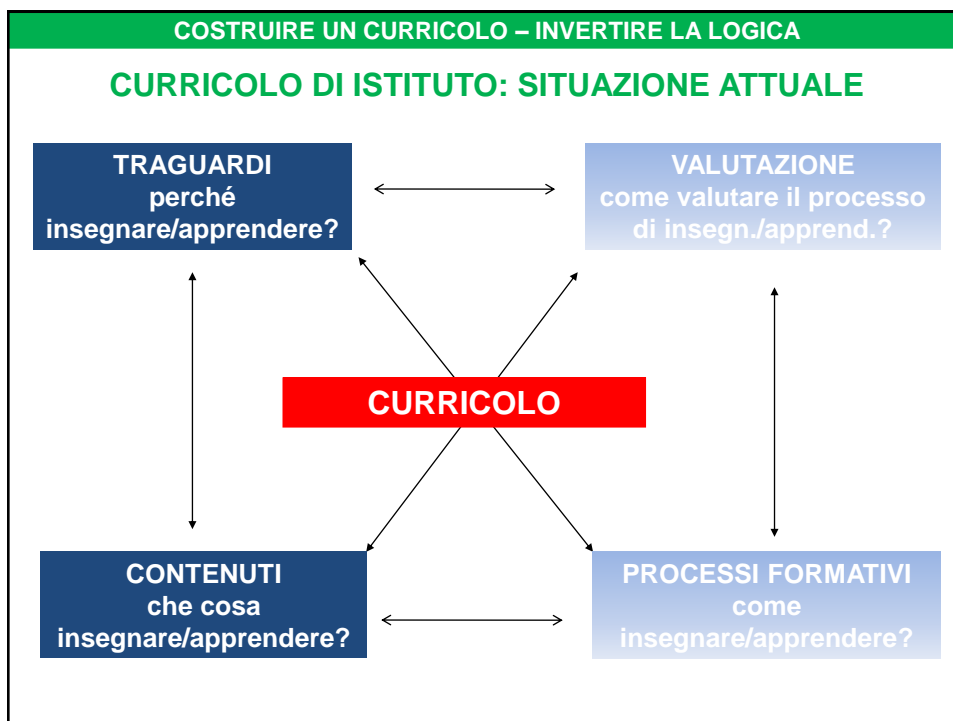 COSTRUIRE UN CURRICOLO – INVERTIRE LA LOGICA
CURRICOLO DI ISTITUTO: SITUAZIONE ATTUALE
TRAGUARDI
perché
insegnare/apprendere?
VALUTAZIONE
come valutare il processo
di insegn./apprend.?
CURRICOLO
CONTENUTI
che cosa
insegnare/apprendere?
PROCESSI FORMATIVI
come
insegnare/apprendere?